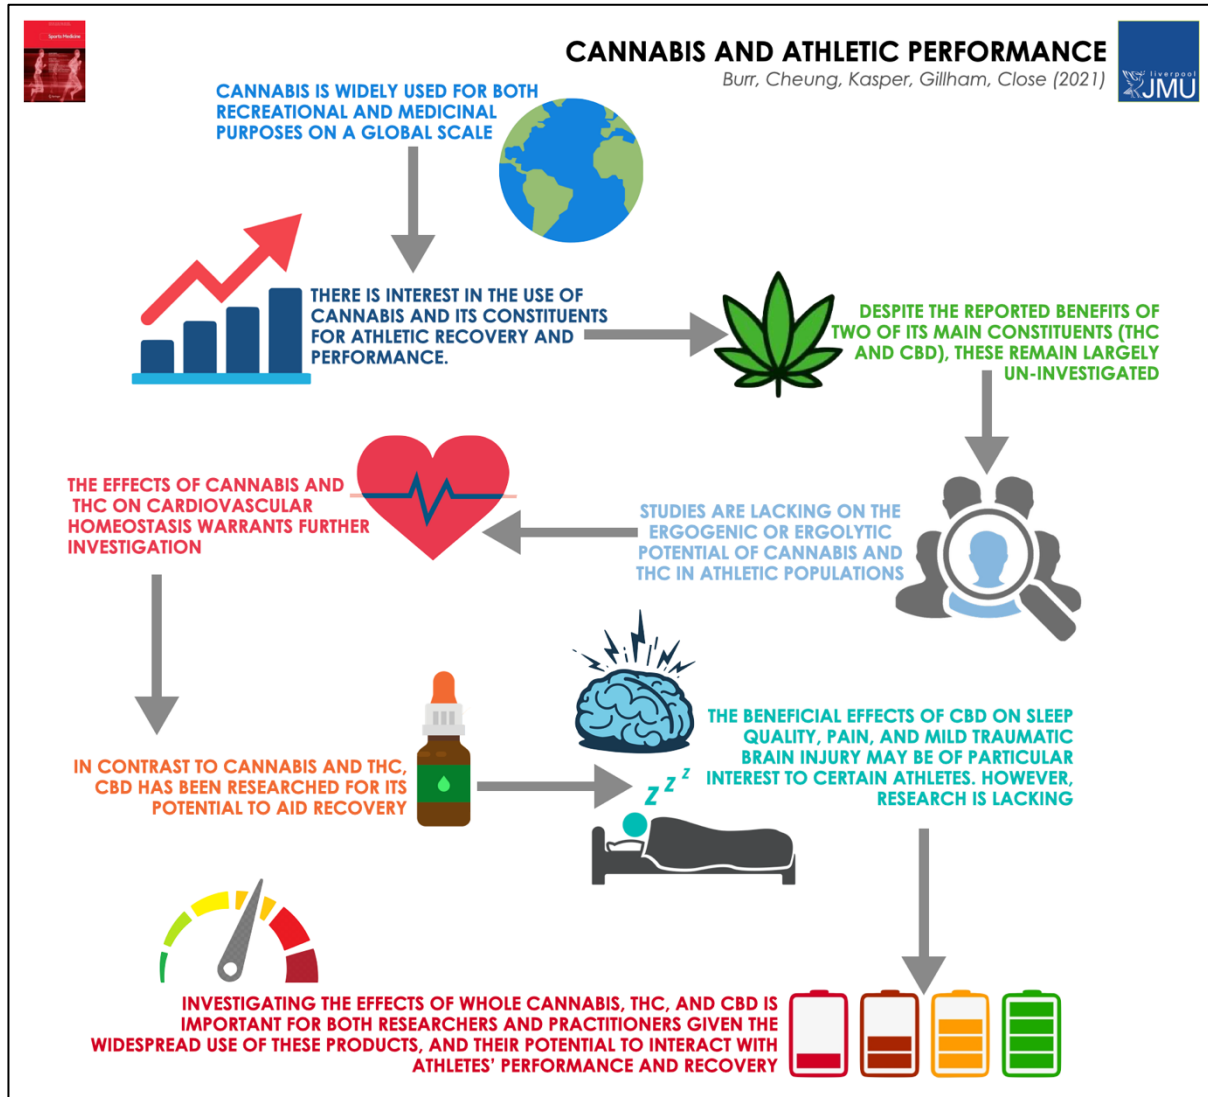 Sports Medicine
CANNABIS AND ATHLETIC PERFORMANCE
Burr, Cheung, Kasper, Gillham, Close (2021)
liverpool
JMU
CANNABIS IS WIDELY USED FOR BOTH
RECREATIONAL AND MEDICINAL
PURPOSES ON A GLOBAL SCALE
THERE IS INTEREST IN THE USE OF
CANNABIS AND ITS CONSTITUENTS
FOR ATHLETIC RECOVERY AND
PERFORMANCE.
DESPITE THE REPORTED BENEFITS OF
TWO OF ITS MAIN CONSTITUENTS (THC
AND CBD), THESE REMAIN LARGELY
UN-INVESTIGATED
STUDIES ARE LACKING ON THE
ERGOGENIC OR ERGOLYTIC
POTENTIAL OF CANNABIS AND
THC IN ATHLETIC POPULATIONS
THE EFFECTS OF CANNABIS AND
THC ON CARDIOVASCULAR
HOMEOSTASIS WARRANTS FURTHER
INVESTIGATION
IN CONTRAST TO CANNABIS AND THC,
CBD HAS BEEN RESEARCHED FOR ITS
POTENTIAL TO AID RECOVERY
z z z
THE BENEFICIAL EFFECTS OF CBD ON SLEEP
QUALITY, PAIN, AND MILD TRAUMATIC
BRAIN INJURY MAY BE OF PARTICULAR
INTEREST TO CERTAIN ATHLETES. HOWEVER,
RESEARCH IS LACKING
INVESTIGATING THE EFFECTS OF WHOLE CANNABIS, THC, AND CBD IS
IMPORTANT FOR BOTH RESEARCHERS AND PRACTITIONERS GIVEN THE
WIDESPREAD USE OF THESE PRODUCTS, AND THEIR POTENTIAL TO INTERACT WITH
ATHLETES' PERFORMANCE AND RECOVERY